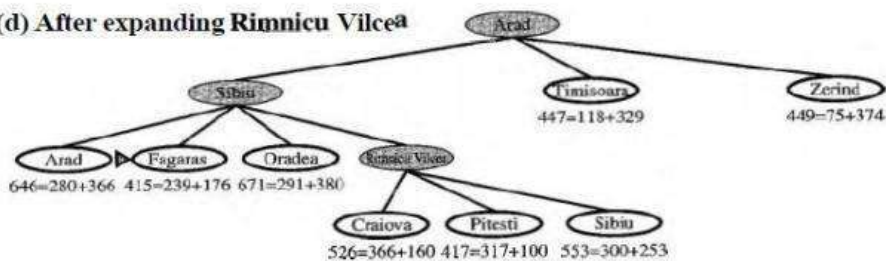 (d) After expanding Rimnicu Vilcea
Arad
Sibiu Timisoara Zerind
447=118+329 449=75+374
Arad Fagaras Oradea Rimnicu Vilcea
646=280+366 415=239+176 671=291+380
Craiova Pitesti Sibiu
526=366+160 417=317+100 553=300+253